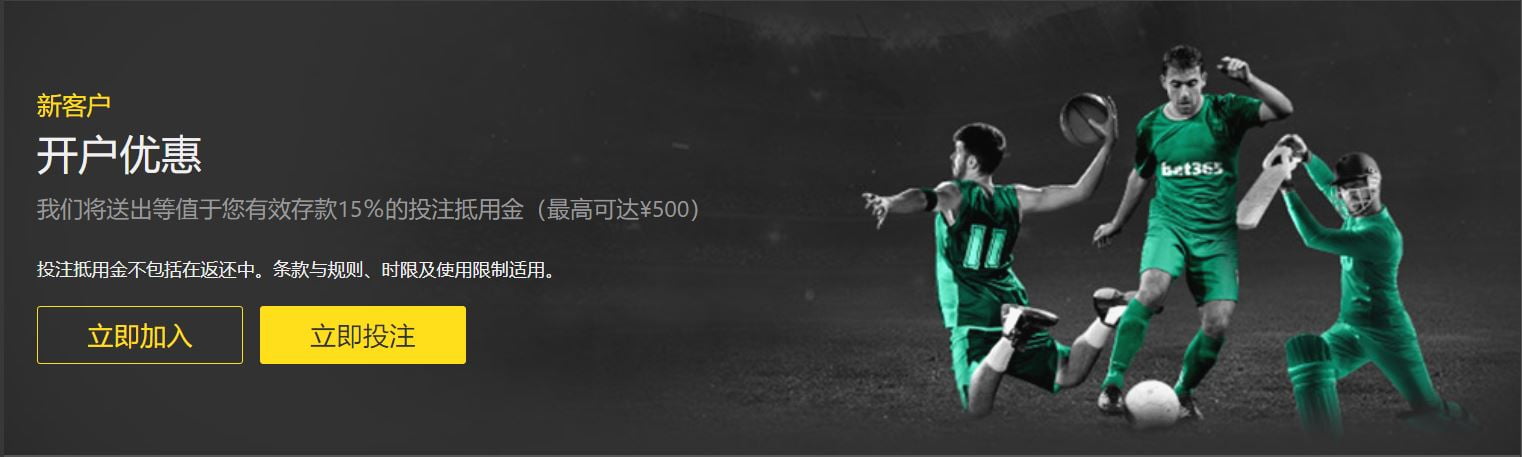 新客户
开户优惠
我们将送出等值于您有效存款15%的投注抵用金（最高可达¥500）
投注抵用金不包括在返还中。条款与规则、时限及使用限制适用。
立即加入 立即投注
11
bet365